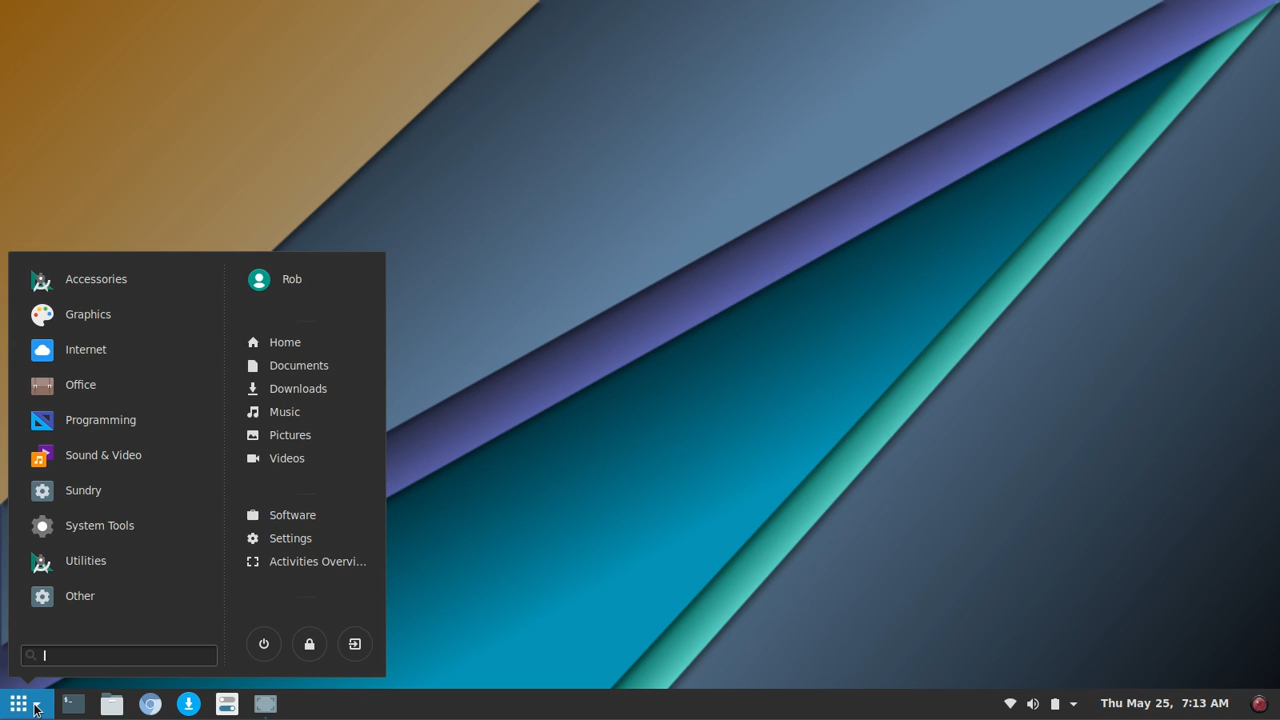 Accessories
Graphics
Internet
Office
Programming
Sound & Video
Sundry
System Tools
Utilities
Other
Rob
Home
Documents
Downloads
Music
Pictures
Videos
Software
Settings
Activities Overvi...
Thu May 25, 7:13 AM